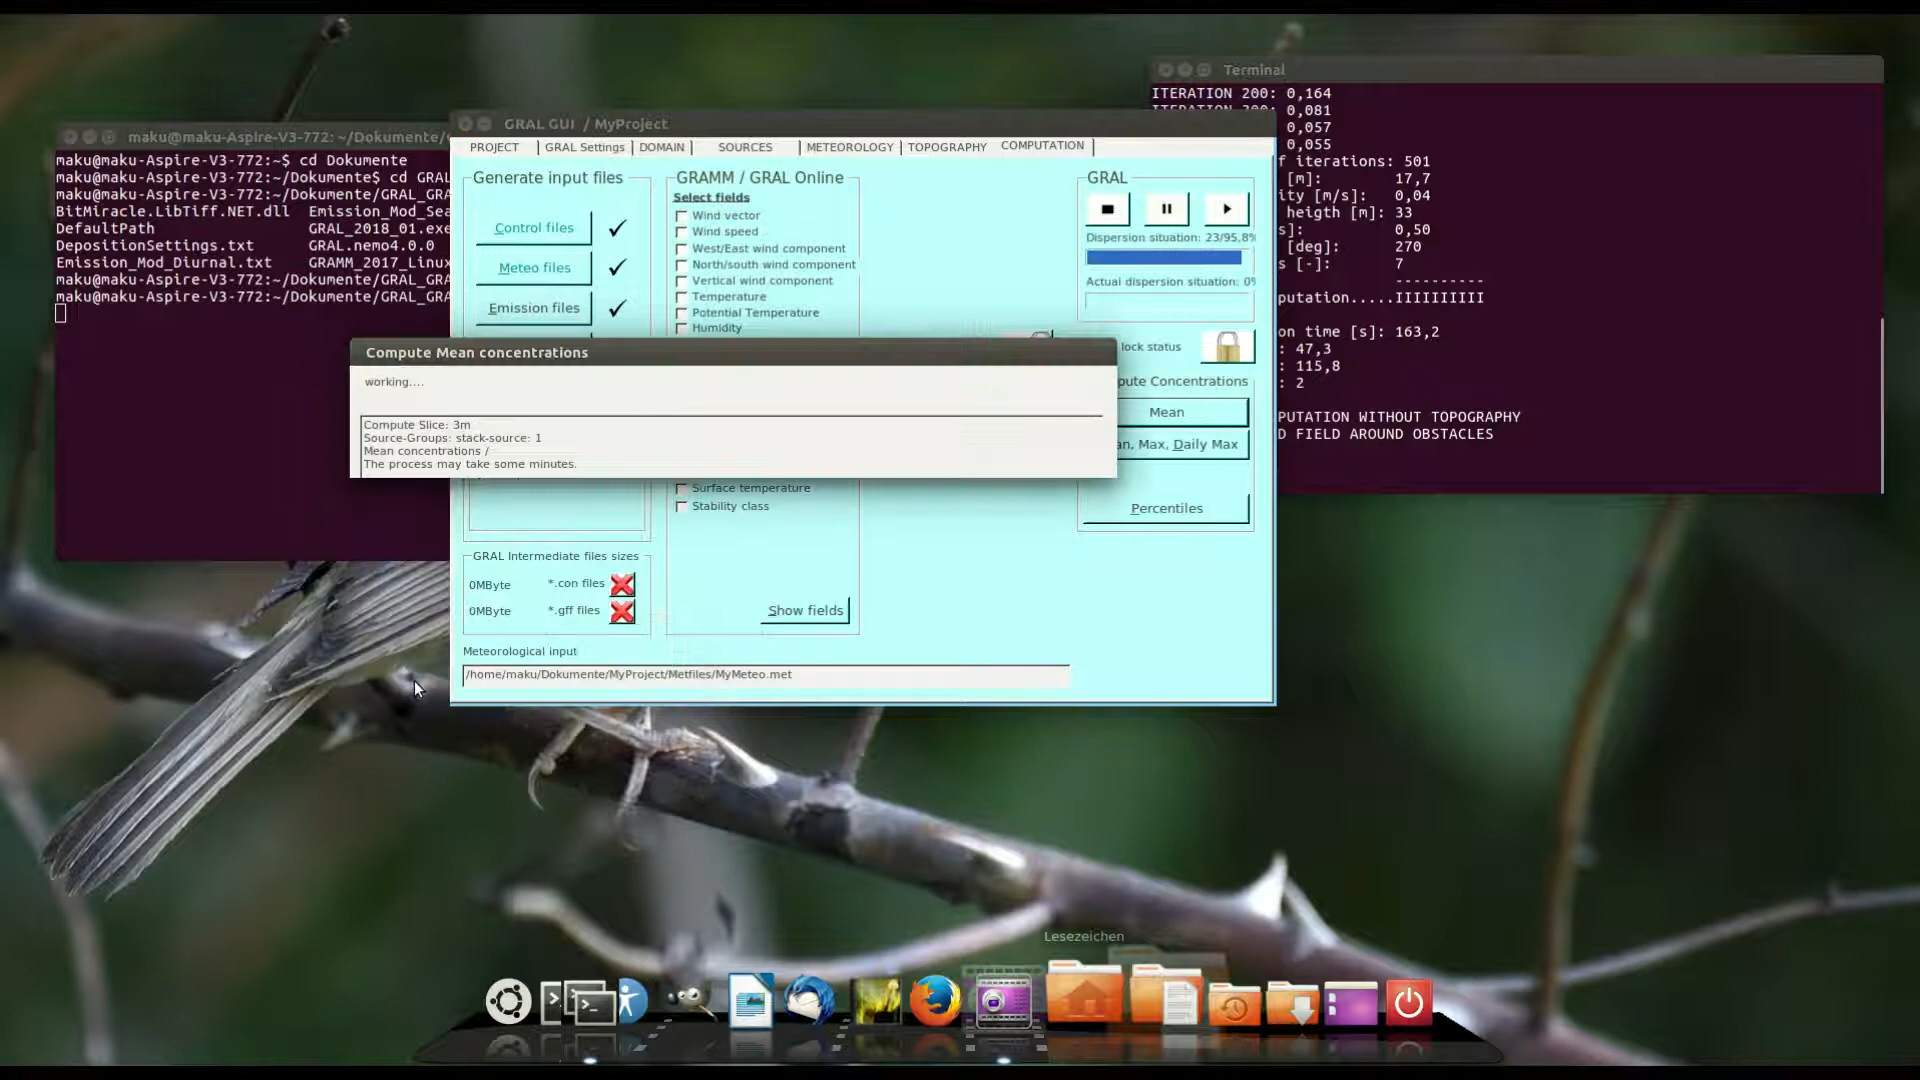 Terminal
ITERATION 200: 0,164
0,081
0,057
0,055
f iterations: 501
[m]: 17,7
ity [m/s]: 0,04
heigth [m]: 33
s]: 0,50
[deg]: 270
s [-]: 7
----------
putation.....IIIIIIIIII
on time [s]: 163,2
: 47,3
: 115,8
: 2
PUTATION WITHOUT TOPOGRAPHY
D FIELD AROUND OBSTACLES
maku@maku-Aspire-V3-772: ~/Dokumente/
maku@maku-Aspire-V3-772:~$ cd Dokumente
maku@maku-Aspire-V3-772:~/Dokumente$ cd GRAL
maku@maku-Aspire-V3-772:~/Dokumente/GRAL_GRA
BitMiracle.LibTiff.NET.dll Emission_Mod_Sea
DefaultPath GRAL_2018_01.exe
DepositionSettings.txt GRAL.nemo4.0.0
Emission_Mod_Diurnal.txt GRAMM_2017_Linux
maku@maku-Aspire-V3-772:~/Dokumente/GRAL_GRA
maku@maku-Aspire-V3-772:~/Dokumente/GRAL_GRA
GRAL GUI / MyProject
PROJECT GRAL Settings DOMAIN SOURCES METEOROLOGY TOPOGRAPHY COMPUTATION
Generate input files
Control files
Meteo files
Emission files
GRAMM / GRAL Online
Select fields
Wind vector
Wind speed
West/East wind component
North/south wind component
Vertical wind component
Temperature
Potential Temperature
Humidity
Surface temperature
Stability class
Show fields
GRAL
Dispersion situation: 23/95,8%
Actual dispersion situation: 0%
lock status
pute Concentrations
Mean
an, Max, Daily Max
Percentiles
Compute Mean concentrations
working....
Compute Slice: 3m
Source-Groups: stack-source: 1
Mean concentrations /
The process may take some minutes.
GRAL Intermediate files sizes
0MByte *.con files
0MByte *.gff files
Meteorological input
/home/maku/Dokumente/MyProject/Metfiles/MyMeteo.met
Lesezeichen